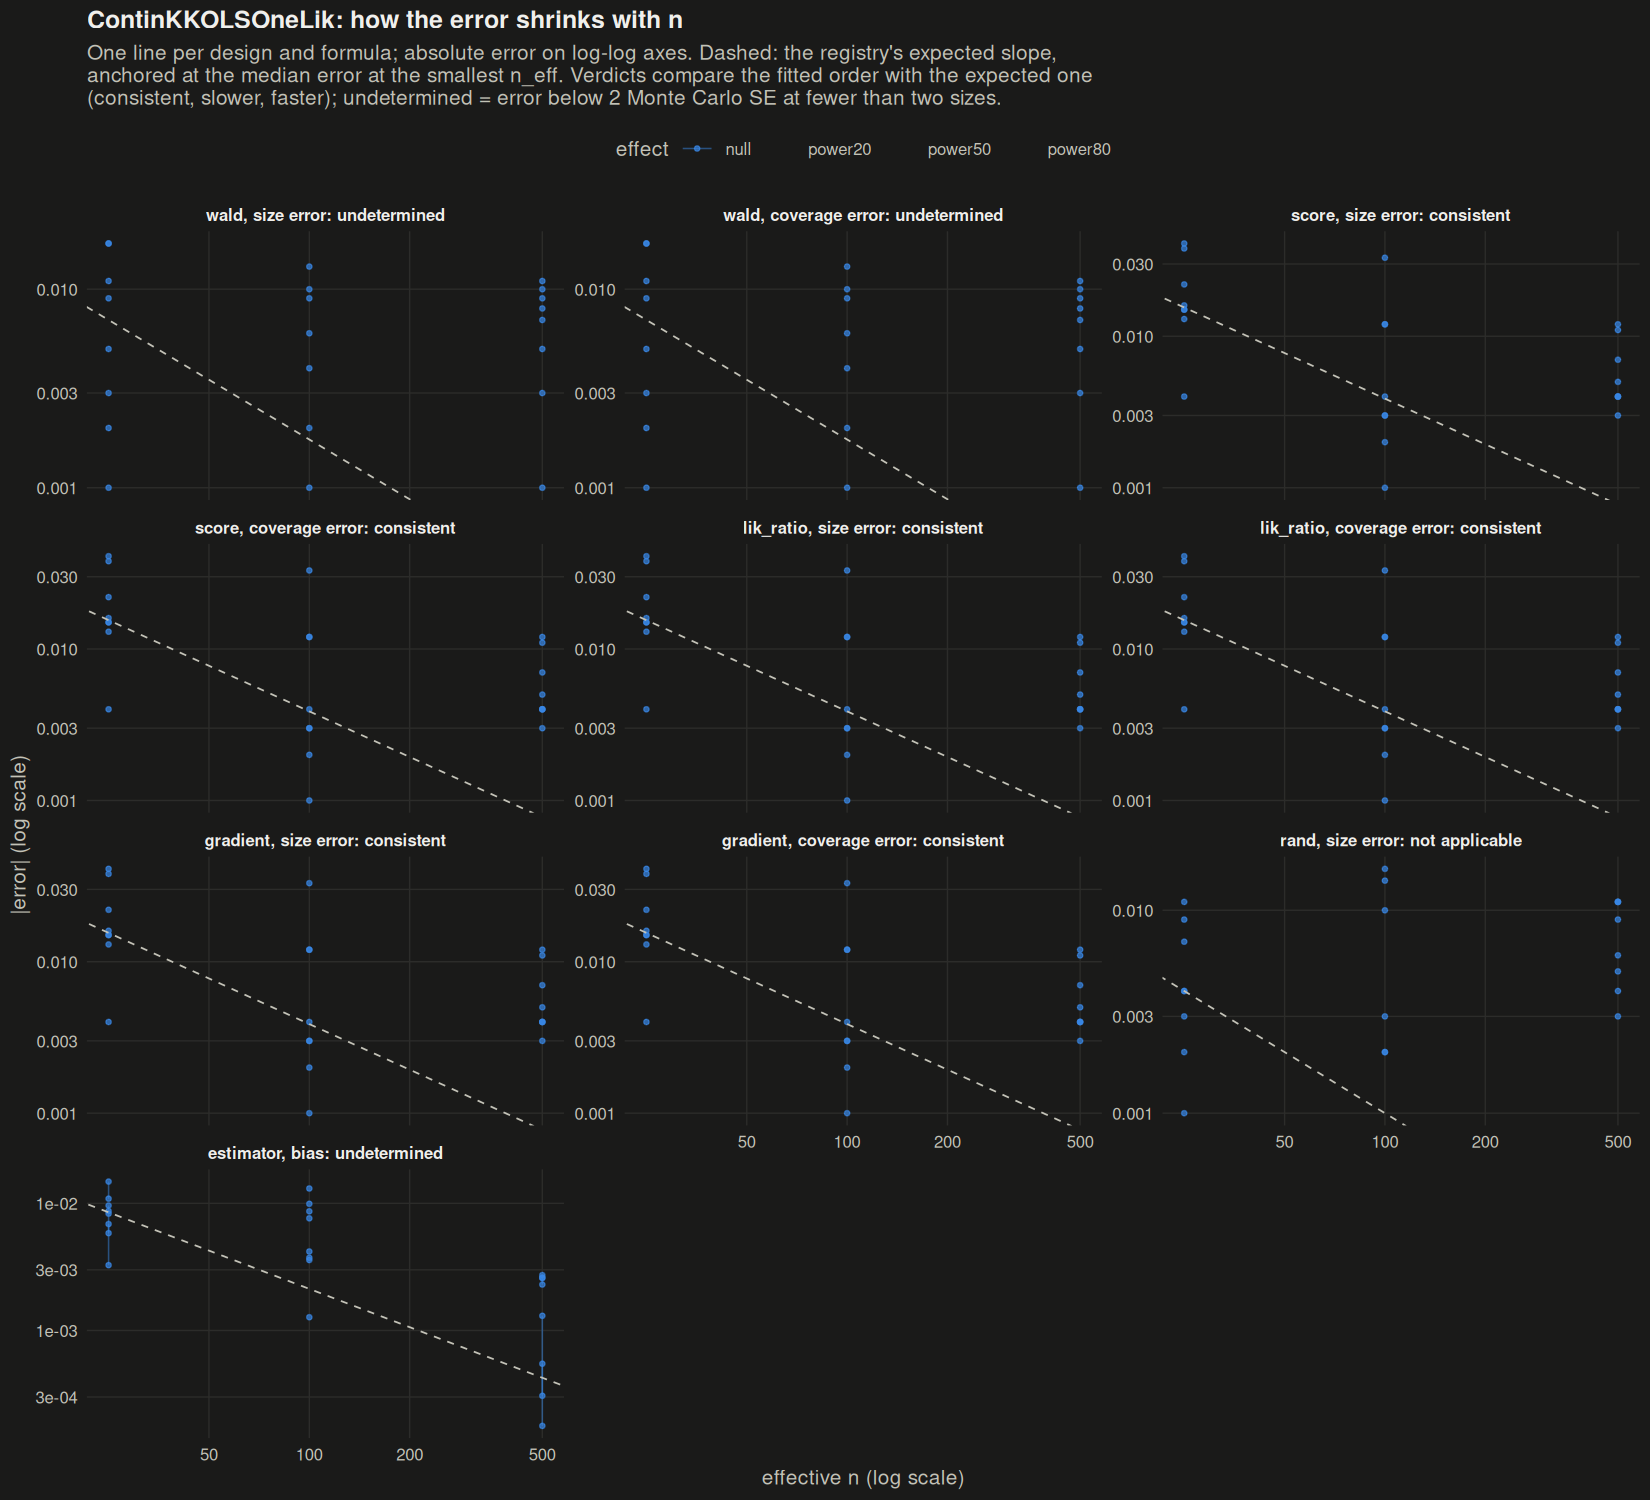 ContinKKOLSOneLik: how the error shrinks with n
One line per design and formula; absolute error on log-log axes. Dashed: the registry's expected slope,
anchored at the median error at the smallest n_eff. Verdicts compare the fitted order with the expected one
(consistent, slower, faster); undetermined = error below 2 Monte Carlo SE at fewer than two sizes.
effect null power20 power50 power80
wald, size error: undetermined
0.010
0.003
0.001
wald, coverage error: undetermined
0.010
0.003
0.001
score, size error: consistent
0.030
0.010
0.003
0.001
score, coverage error: consistent
0.030
0.010
0.003
0.001
lik_ratio, size error: consistent
0.030
0.010
0.003
0.001
lik_ratio, coverage error: consistent
0.030
0.010
0.003
0.001
gradient, size error: consistent
0.030
0.010
0.003
0.001
gradient, coverage error: consistent
0.030
0.010
0.003
0.001
50 100 200 500
rand, size error: not applicable
0.010
0.003
0.001
50 100 200 500
estimator, bias: undetermined
1e-02
3e-03
1e-03
3e-04
50 100 200 500
|error| (log scale)
effective n (log scale)